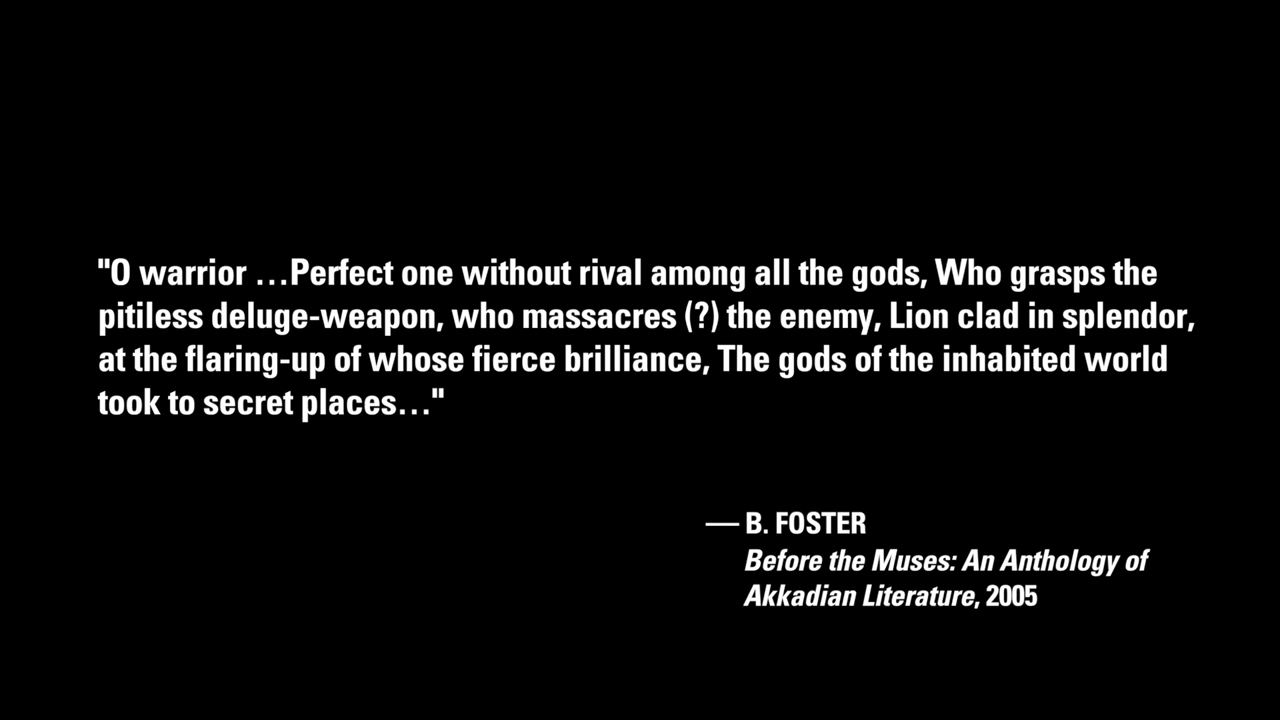 "O warrior …Perfect one without rival among all the gods, Who grasps the
pitiless deluge-weapon, who massacres (?) the enemy, Lion clad in splendor,
at the flaring-up of whose fierce brilliance, The gods of the inhabited world
took to secret places…"
— B. FOSTER
Before the Muses: An Anthology of
Akkadian Literature, 2005